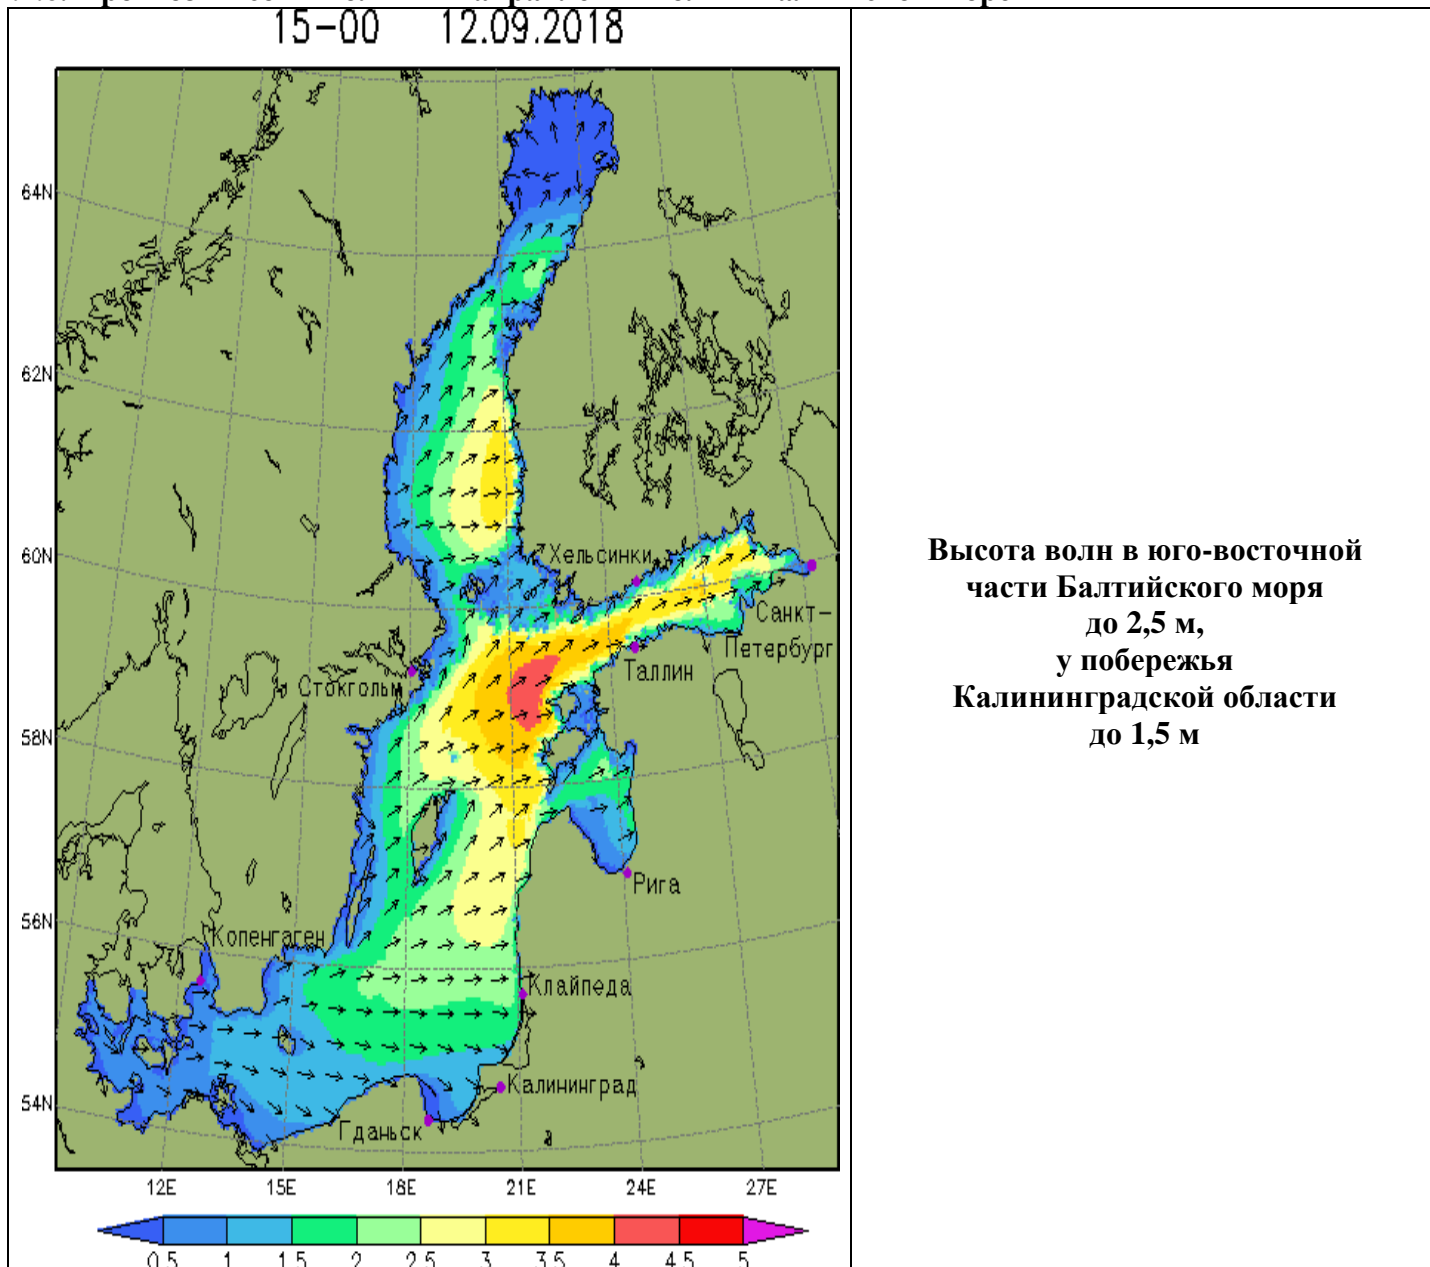 15-00 12.09.2018
64N
62N
60N
58N
56N
54N
Хельсинки
Санкт-
Петербург
Таллин
Стокгольм
Рига
Копенгаген
Клайпеда
Калининград
Гданьск
12E 15E 18E 21E 24E 27E
0.5 1 1.5 2 2.5 3 3.5 4 4.5 5
Высота волн в юго-восточной
части Балтийского моря
до 2,5 м,
у побережья
Калининградской области
до 1,5 м